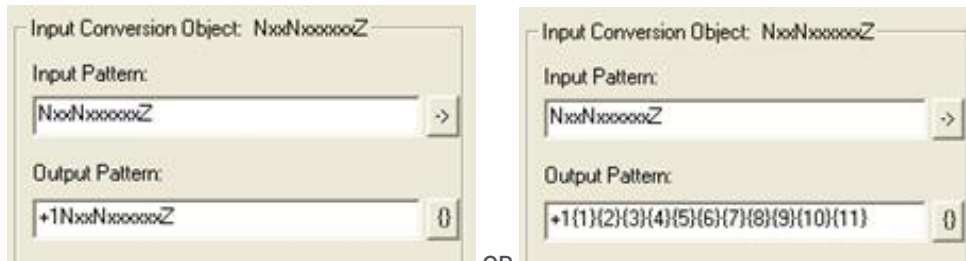 Input Conversion Object: NxxNxxxxxxZ
Input Pattern:
NxxNxxxxxxZ ->
Output Pattern:
+1NxxNxxxxxxZ {}
OR
Input Conversion Object: NxxNxxxxxxZ
Input Pattern:
NxxNxxxxxxZ ->
Output Pattern:
+1{1}{2}{3}{4}{5}{6}{7}{8}{9}{10}{11} {}